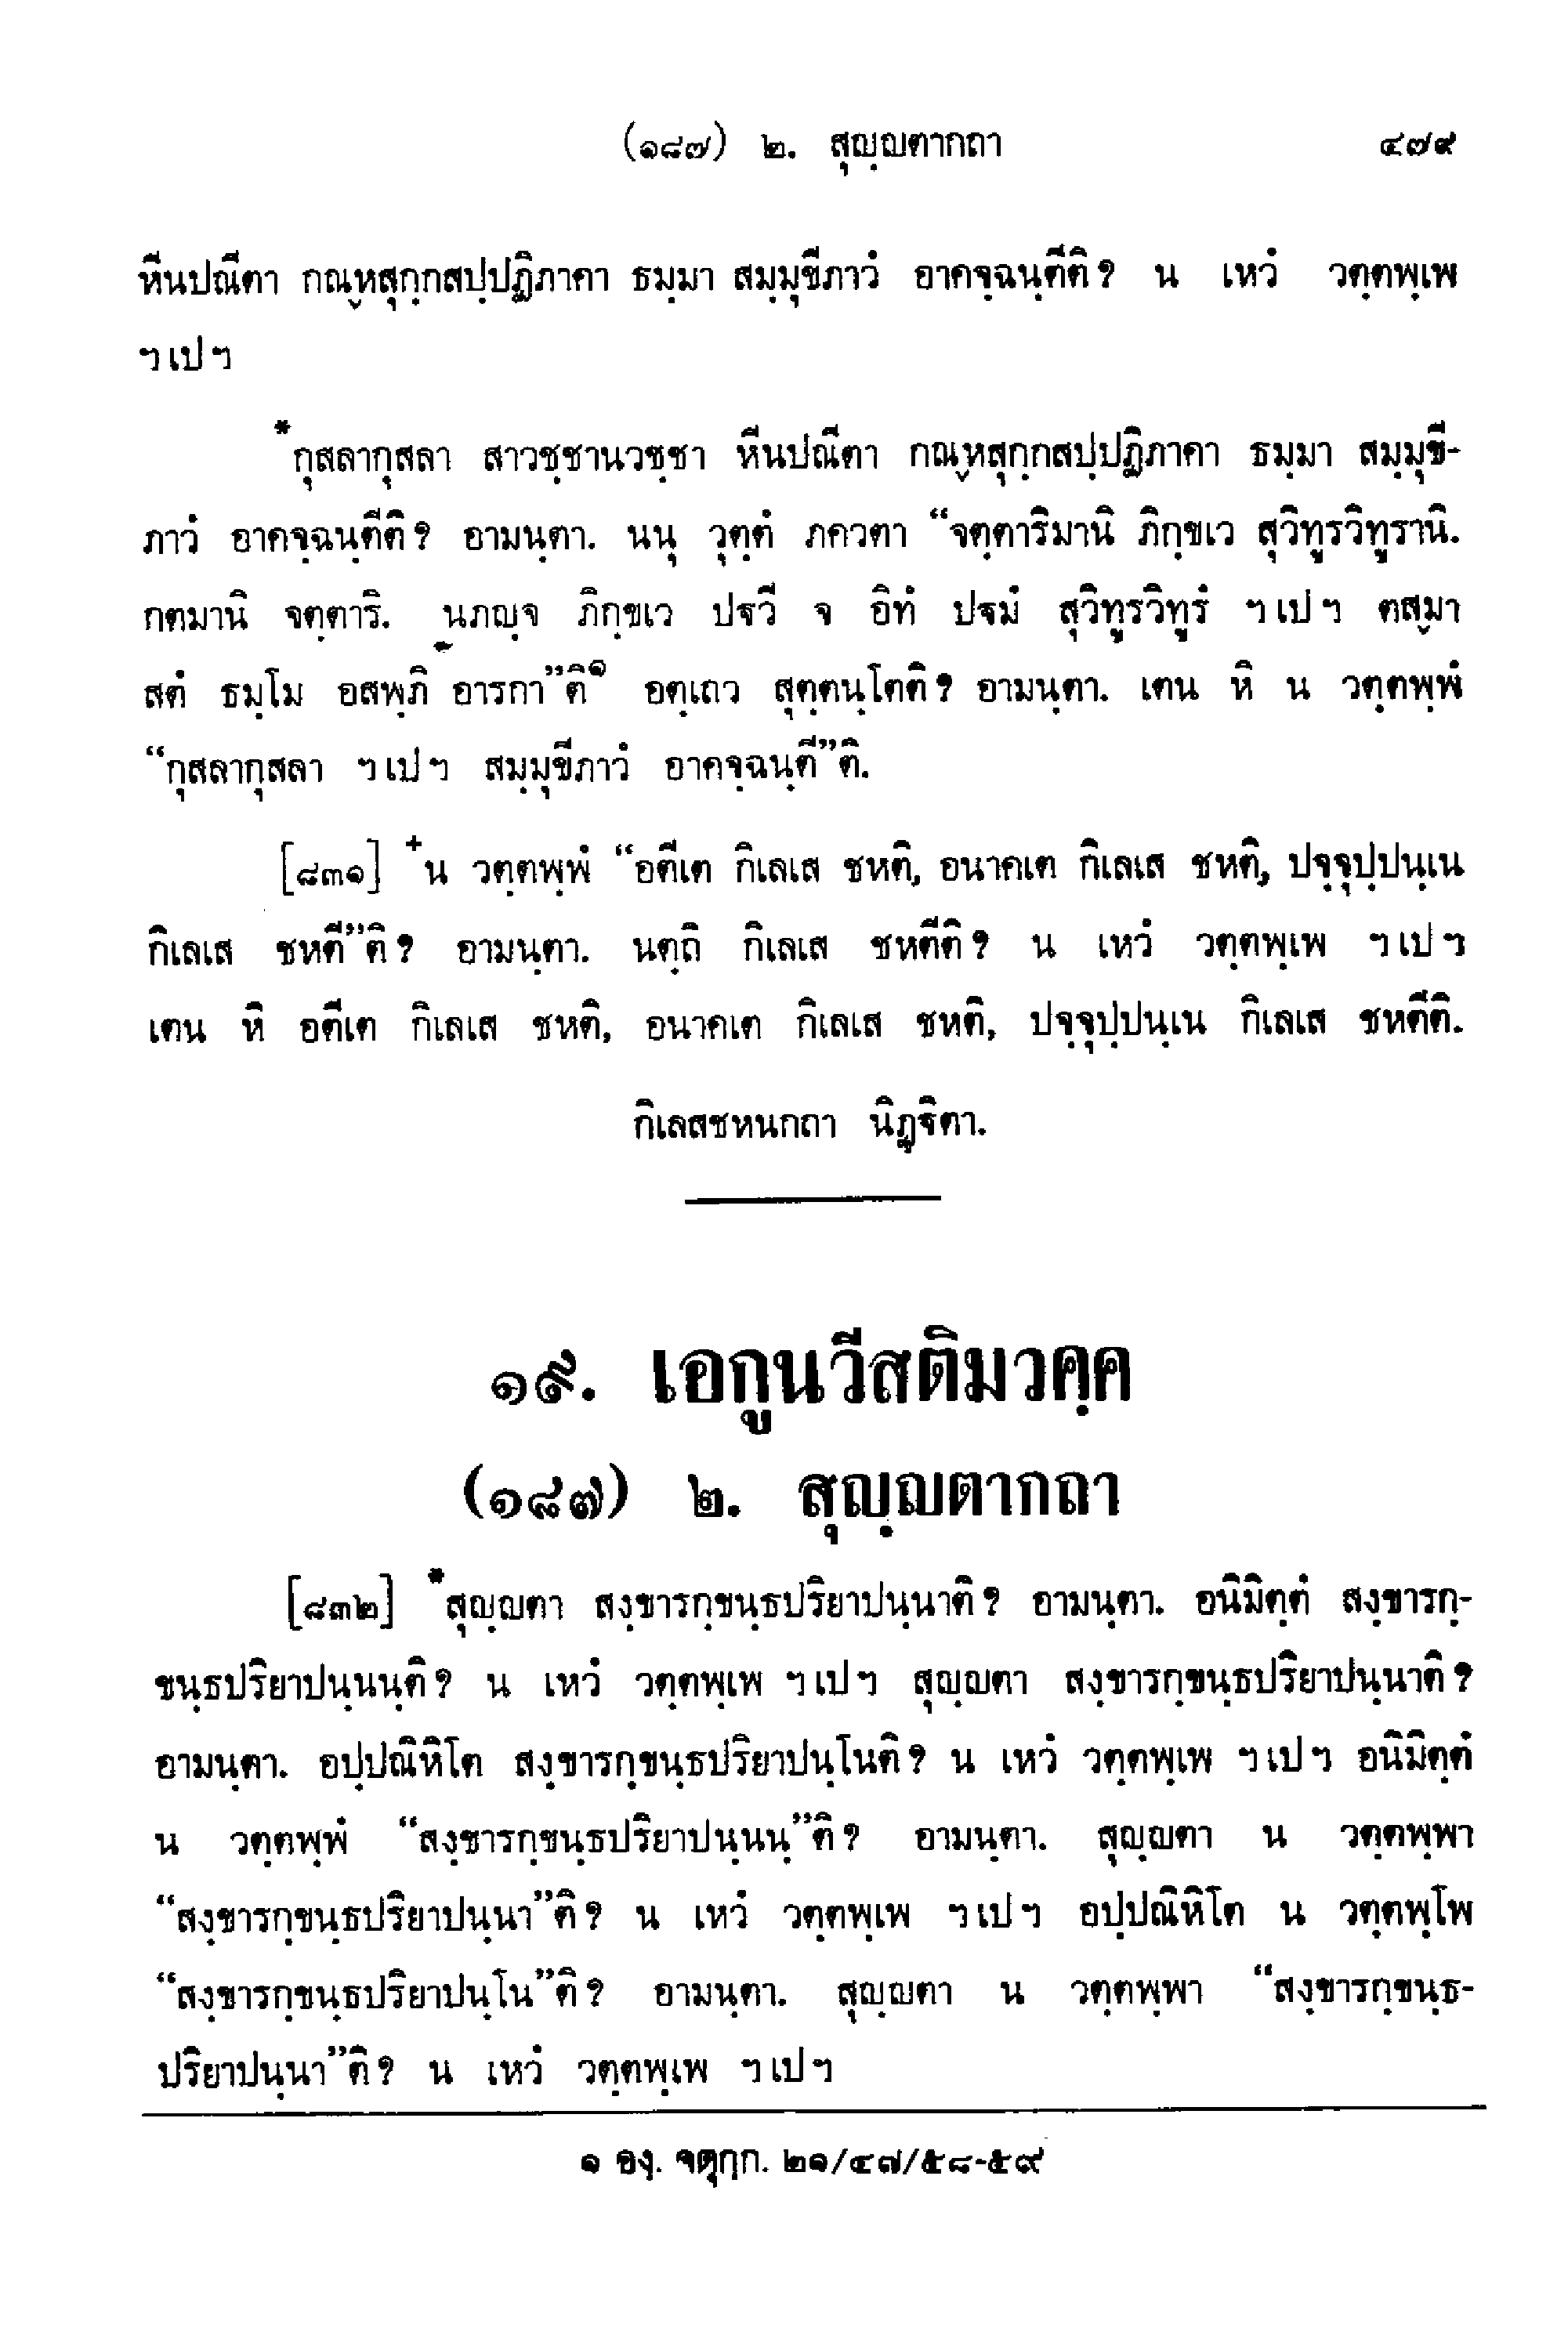 (๑๘๗) ๒. สุญฺญตากถา ๔๗๙
หีนปณีตา กณฺหสุกฺกสปฺปฏิภาคา ธมฺมา สมฺมุขีภาวํ อาคจฺฉนฺตีติ? น เหวํ วตฺตพฺเพ
ฯเปฯ
*กุสลากุสลา สาวชฺชานวชฺชา หีนปณีตา กณฺหสุกฺกสปฺปฏิภาคา ธมฺมา สมฺมุขี-
ภาวํ อาคจฺฉนฺตีติ? อามนฺตา. นนุ วุตฺตํ ภควตา “จตฺตาริมานิ ภิกฺขเว สุวิทูรวิทูรานิ.
กตมานิ จตฺตาริ. นภญฺจ ภิกฺขเว ปฐวี จ อิทํ ปฐมํ สุวิทูรวิทูรํ ฯเปฯ ตสฺมา
สตํ ธมฺโม อสพฺภิ อารกา”ติ๑ อตฺเถว สุตฺตนฺโตติ? อามนฺตา. เตน หิ น วตฺตพฺพํ
“กุสลากุสลา ฯเปฯ สมฺมุขีภาวํ อาคจฺฉนฺตี”ติ.
[๘๓๑] +น วตฺตพฺพํ “อตีเต กิเลเส ชหติ, อนาคเต กิเลเส ชหติ, ปจฺจุปฺปนฺเน
กิเลเส ชหตี”ติ? อามนฺตา. นตฺถิ กิเลเส ชหตีติ? น เหวํ วตฺตพฺเพ ฯเปฯ
เตน หิ อตีเต กิเลเส ชหติ, อนาคเต กิเลเส ชหติ, ปจฺจุปฺปนฺเน กิเลเส ชหตีติ.
กิเลสชหนกถา นิฏฺฐิตา.
๑๙. เอกูนวีสติมวคฺค
(๑๘๗) ๒. สุญฺญตากถา
[๘๓๒] *สุญฺญตา สงฺขารกฺขนฺธปริยาปนฺนาติ? อามนฺตา. อนิมิตฺตํ สงฺขารกฺ-
ขนฺธปริยาปนฺนนฺติ? น เหวํ วตฺตพฺเพ ฯเปฯ สุญฺญตา สงฺขารกฺขนฺธปริยาปนฺนาติ?
อามนฺตา. อปฺปณิหิโต สงฺขารกฺขนฺธปริยาปนฺโนติ? น เหวํ วตฺตพฺเพ ฯเปฯ อนิมิตฺตํ
น วตฺตพฺพํ “สงฺขารกฺขนฺธปริยาปนฺนนฺ”ติ? อามนฺตา. สุญฺญตา น วตฺตพฺพา
“สงฺขารกฺขนฺธปริยาปนฺนา”ติ? น เหวํ วตฺตพฺเพ ฯเปฯ อปฺปณิหิโต น วตฺตพฺโพ
“สงฺขารกฺขนฺธปริยาปนฺโน”ติ? อามนฺตา. สุญฺญตา น วตฺตพฺพา “สงฺขารกฺขนฺธ-
ปริยาปนฺนา”ติ? น เหวํ วตฺตพฺเพ ฯเปฯ
๑ องฺ. จตุกฺก. ๒๑/๔๗/๕๘-๕๙